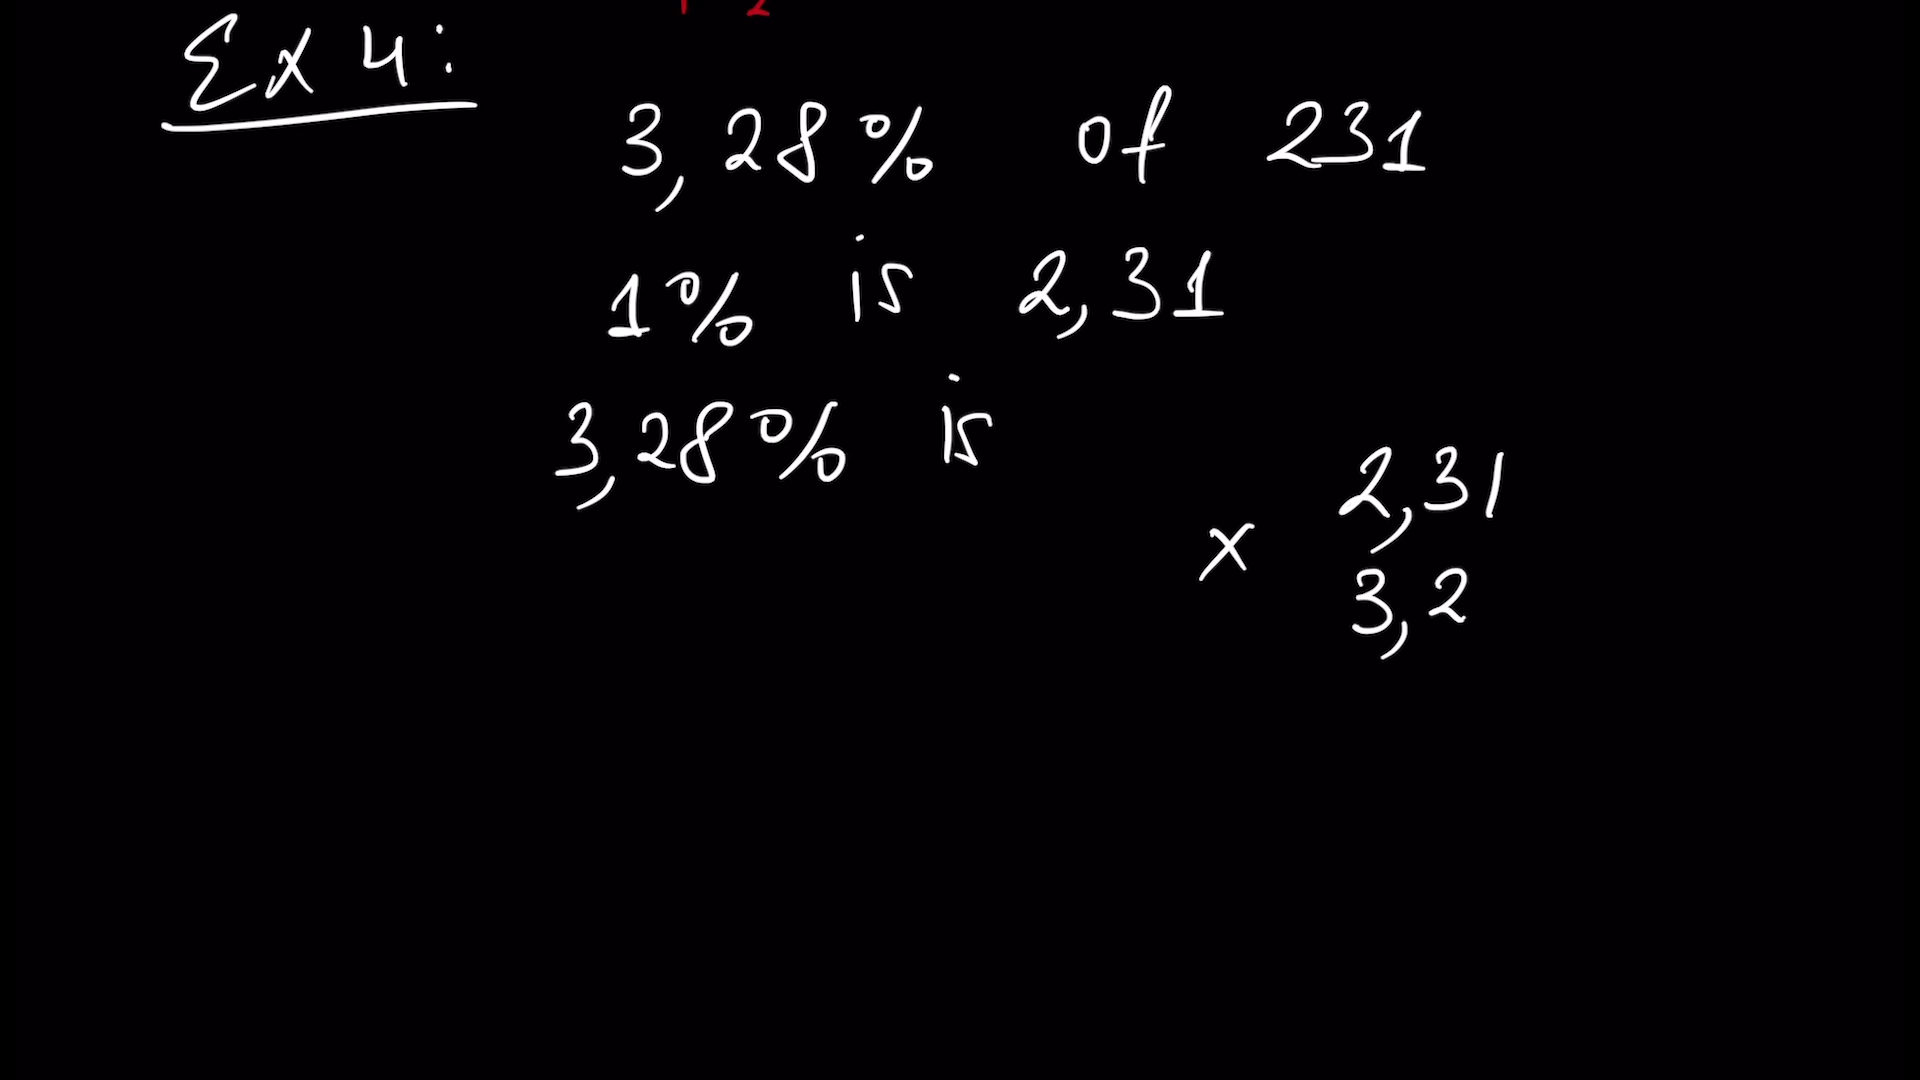 Ex 4:
3,28% of 231
1% is 2,31
3,28% is
2,31
x 3,2